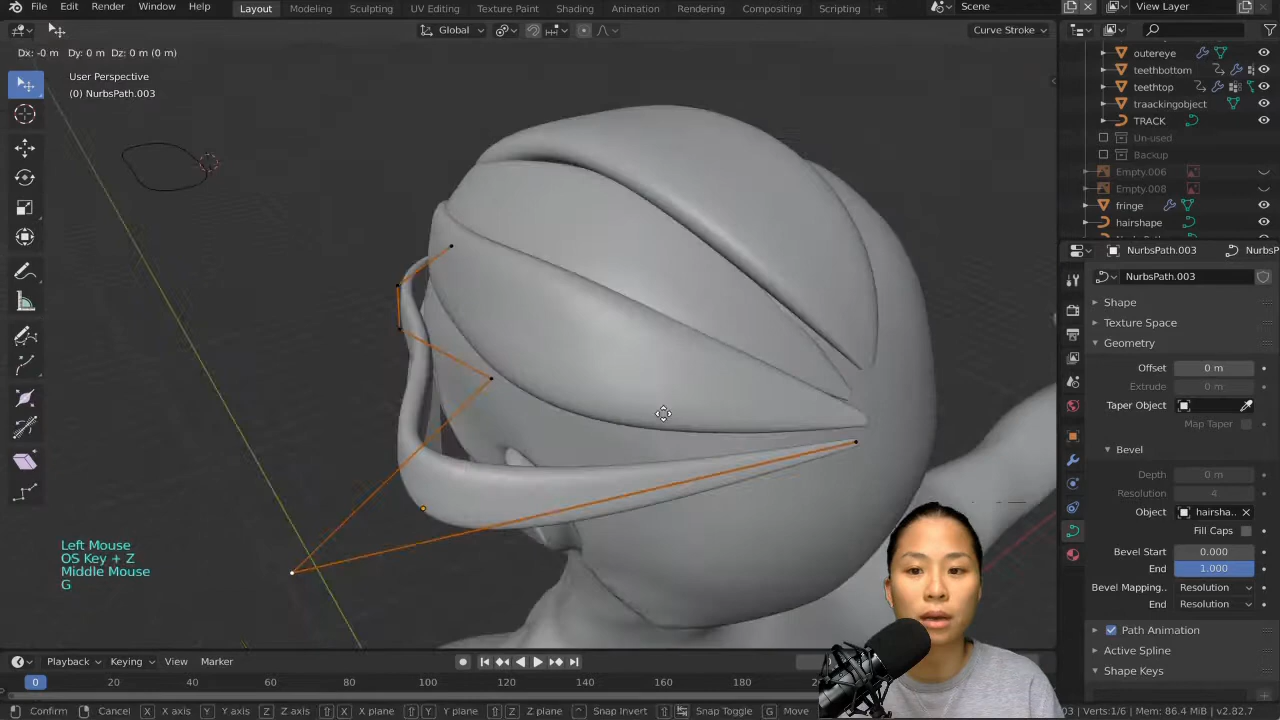 File Edit Render Window Help Layout Modeling Sculpting UV Editing Texture Paint Shading Animation Rendering Compositing Scripting + Scene View Layer
Global Curve Stroke
Dx: -0 m Dy: 0 m Dz: 0 m (0 m)
User Perspective
(0) NurbsPath.003
outereye
teethbottom
teethtop
traackingobject
TRACK
Un-used
Backup
Empty.006
Empty.008
fringe
hairshape
NurbsPath.003 NurbsP
NurbsPath.003
Shape
Texture Space
Geometry
Offset 0 m
Extrude 0 m
Taper Object
Map Taper
Bevel
Depth 0 m
Resolution 4
Object hairsha..
Fill Caps
Bevel Start 0.000
End 1.000
Bevel Mapping.. Resolution
End Resolution
Path Animation
Active Spline
Shape Keys
Left Mouse
OS Key + Z
Middle Mouse
G
Playback Keying View Marker
0 20 40 60 80 100 120 140 160 180
Confirm Cancel X X axis Y Y axis Z Z axis X X plane Y Y plane Z Z plane Snap Invert Snap Toggle G Move 03 | Verts:1/6 | Mem: 86.4 MiB | v2.82.7